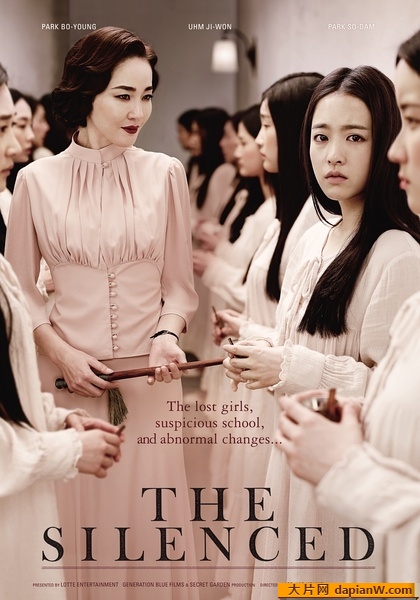 PARK BO-YOUNG UHM JI-WON PARK SO-DAM
The lost girls,
suspicious school,
and abnormal changes...
THE
SILENCED
PRESENTED BY LOTTE ENTERTAINMENT GENERATION BLUE FILMS & SECRET GARDEN PRODUCTION
大片网 dapianW.com